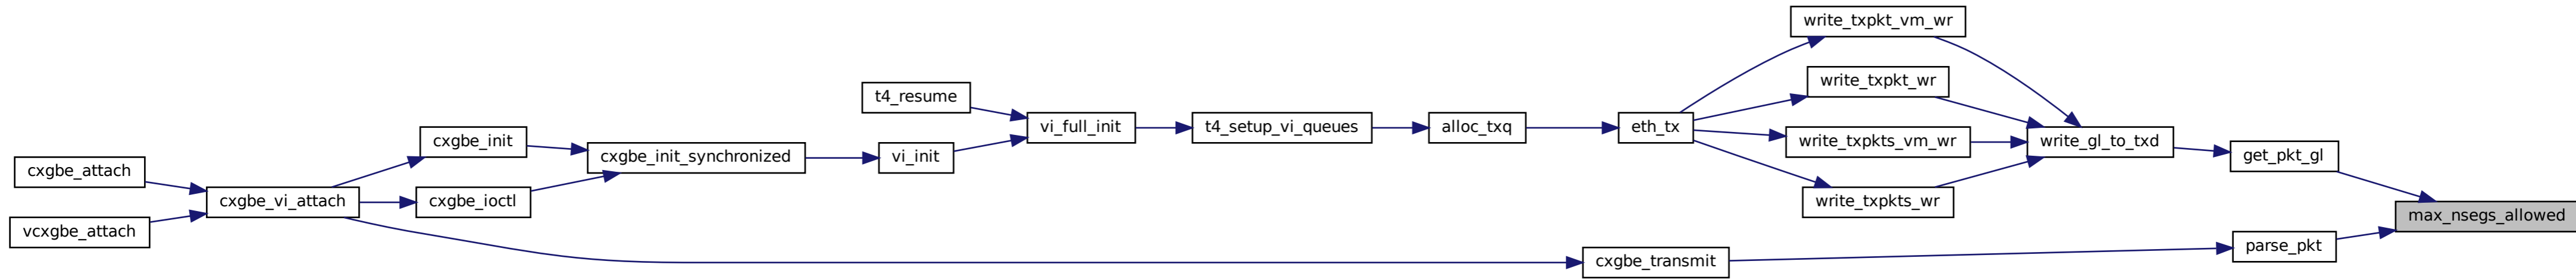 cxgbe_attach
vcxgbe_attach
cxgbe_vi_attach
cxgbe_init
cxgbe_ioctl
cxgbe_init_synchronized
t4_resume
vi_init
vi_full_init
t4_setup_vi_queues
alloc_txq
eth_tx
write_txpkt_vm_wr
write_txpkt_wr
write_txpkts_vm_wr
write_txpkts_wr
cxgbe_transmit
write_gl_to_txd
get_pkt_gl
parse_pkt
max_nsegs_allowed